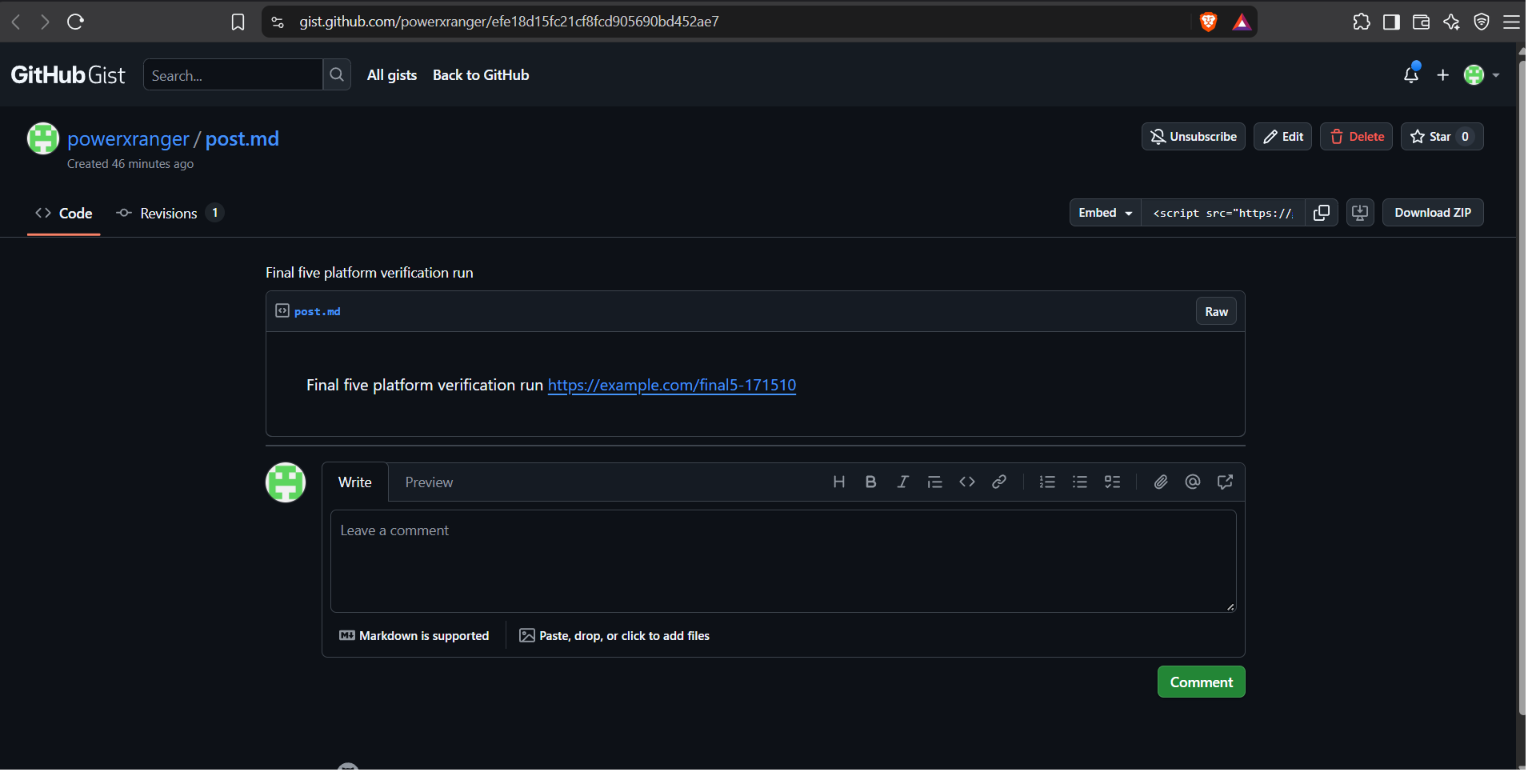 gist.github.com/powerxranger/efe18d15fc21cf8fcd905690bd452ae7
GitHub Gist
Search...
All gists
Back to GitHub
powerxranger / post.md
Created 46 minutes ago
Unsubscribe
Edit
Delete
Star 0
Code
Revisions 1
Embed
<script src="https://
Download ZIP
Final five platform verification run
post.md
Raw
Final five platform verification run https://example.com/final5-171510
Write
Preview
Leave a comment
Markdown is supported
Paste, drop, or click to add files
Comment